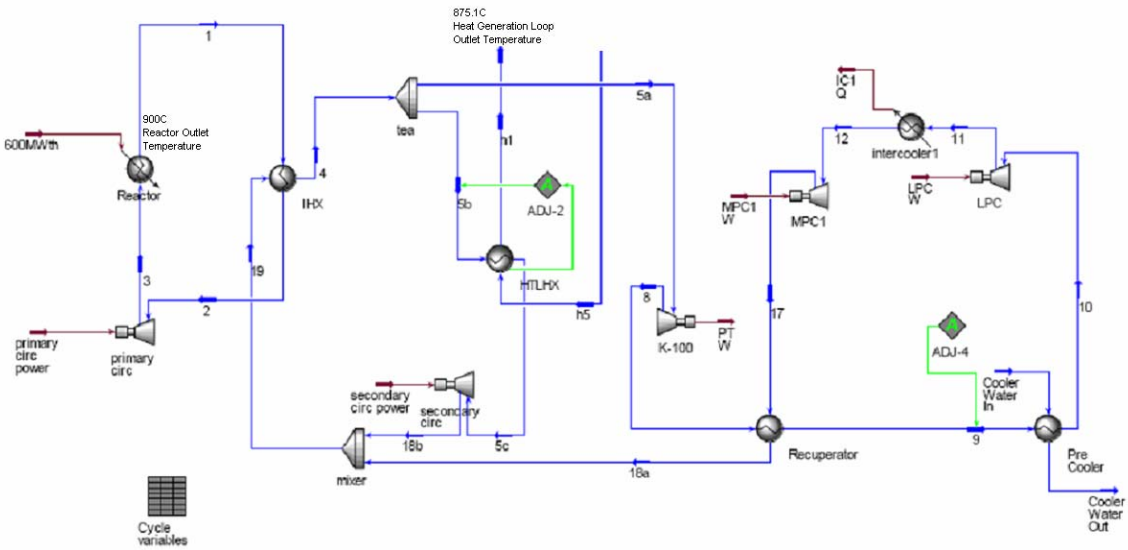 875.1C
Heat Generation Loop
Outlet Temperature
1
5a
IC1
Q
900C
Reactor Outlet
Temperature
600MWth
tea
h1
12
11
intercooler1
Reactor
4
IHX
5b
ADJ-2
MPC1
W
MPC1
LPC
W
LPC
19
HTLHX
3
2
h5
8
17
10
K-100
PT
W
ADJ-4
primary
circ
power
primary
circ
secondary
circ power
secondary
circ
Cooler
Water
In
18b
5c
9
Recuperator
Pre
Cooler
mixer
18a
Cooler
Water
Out
Cycle
variables